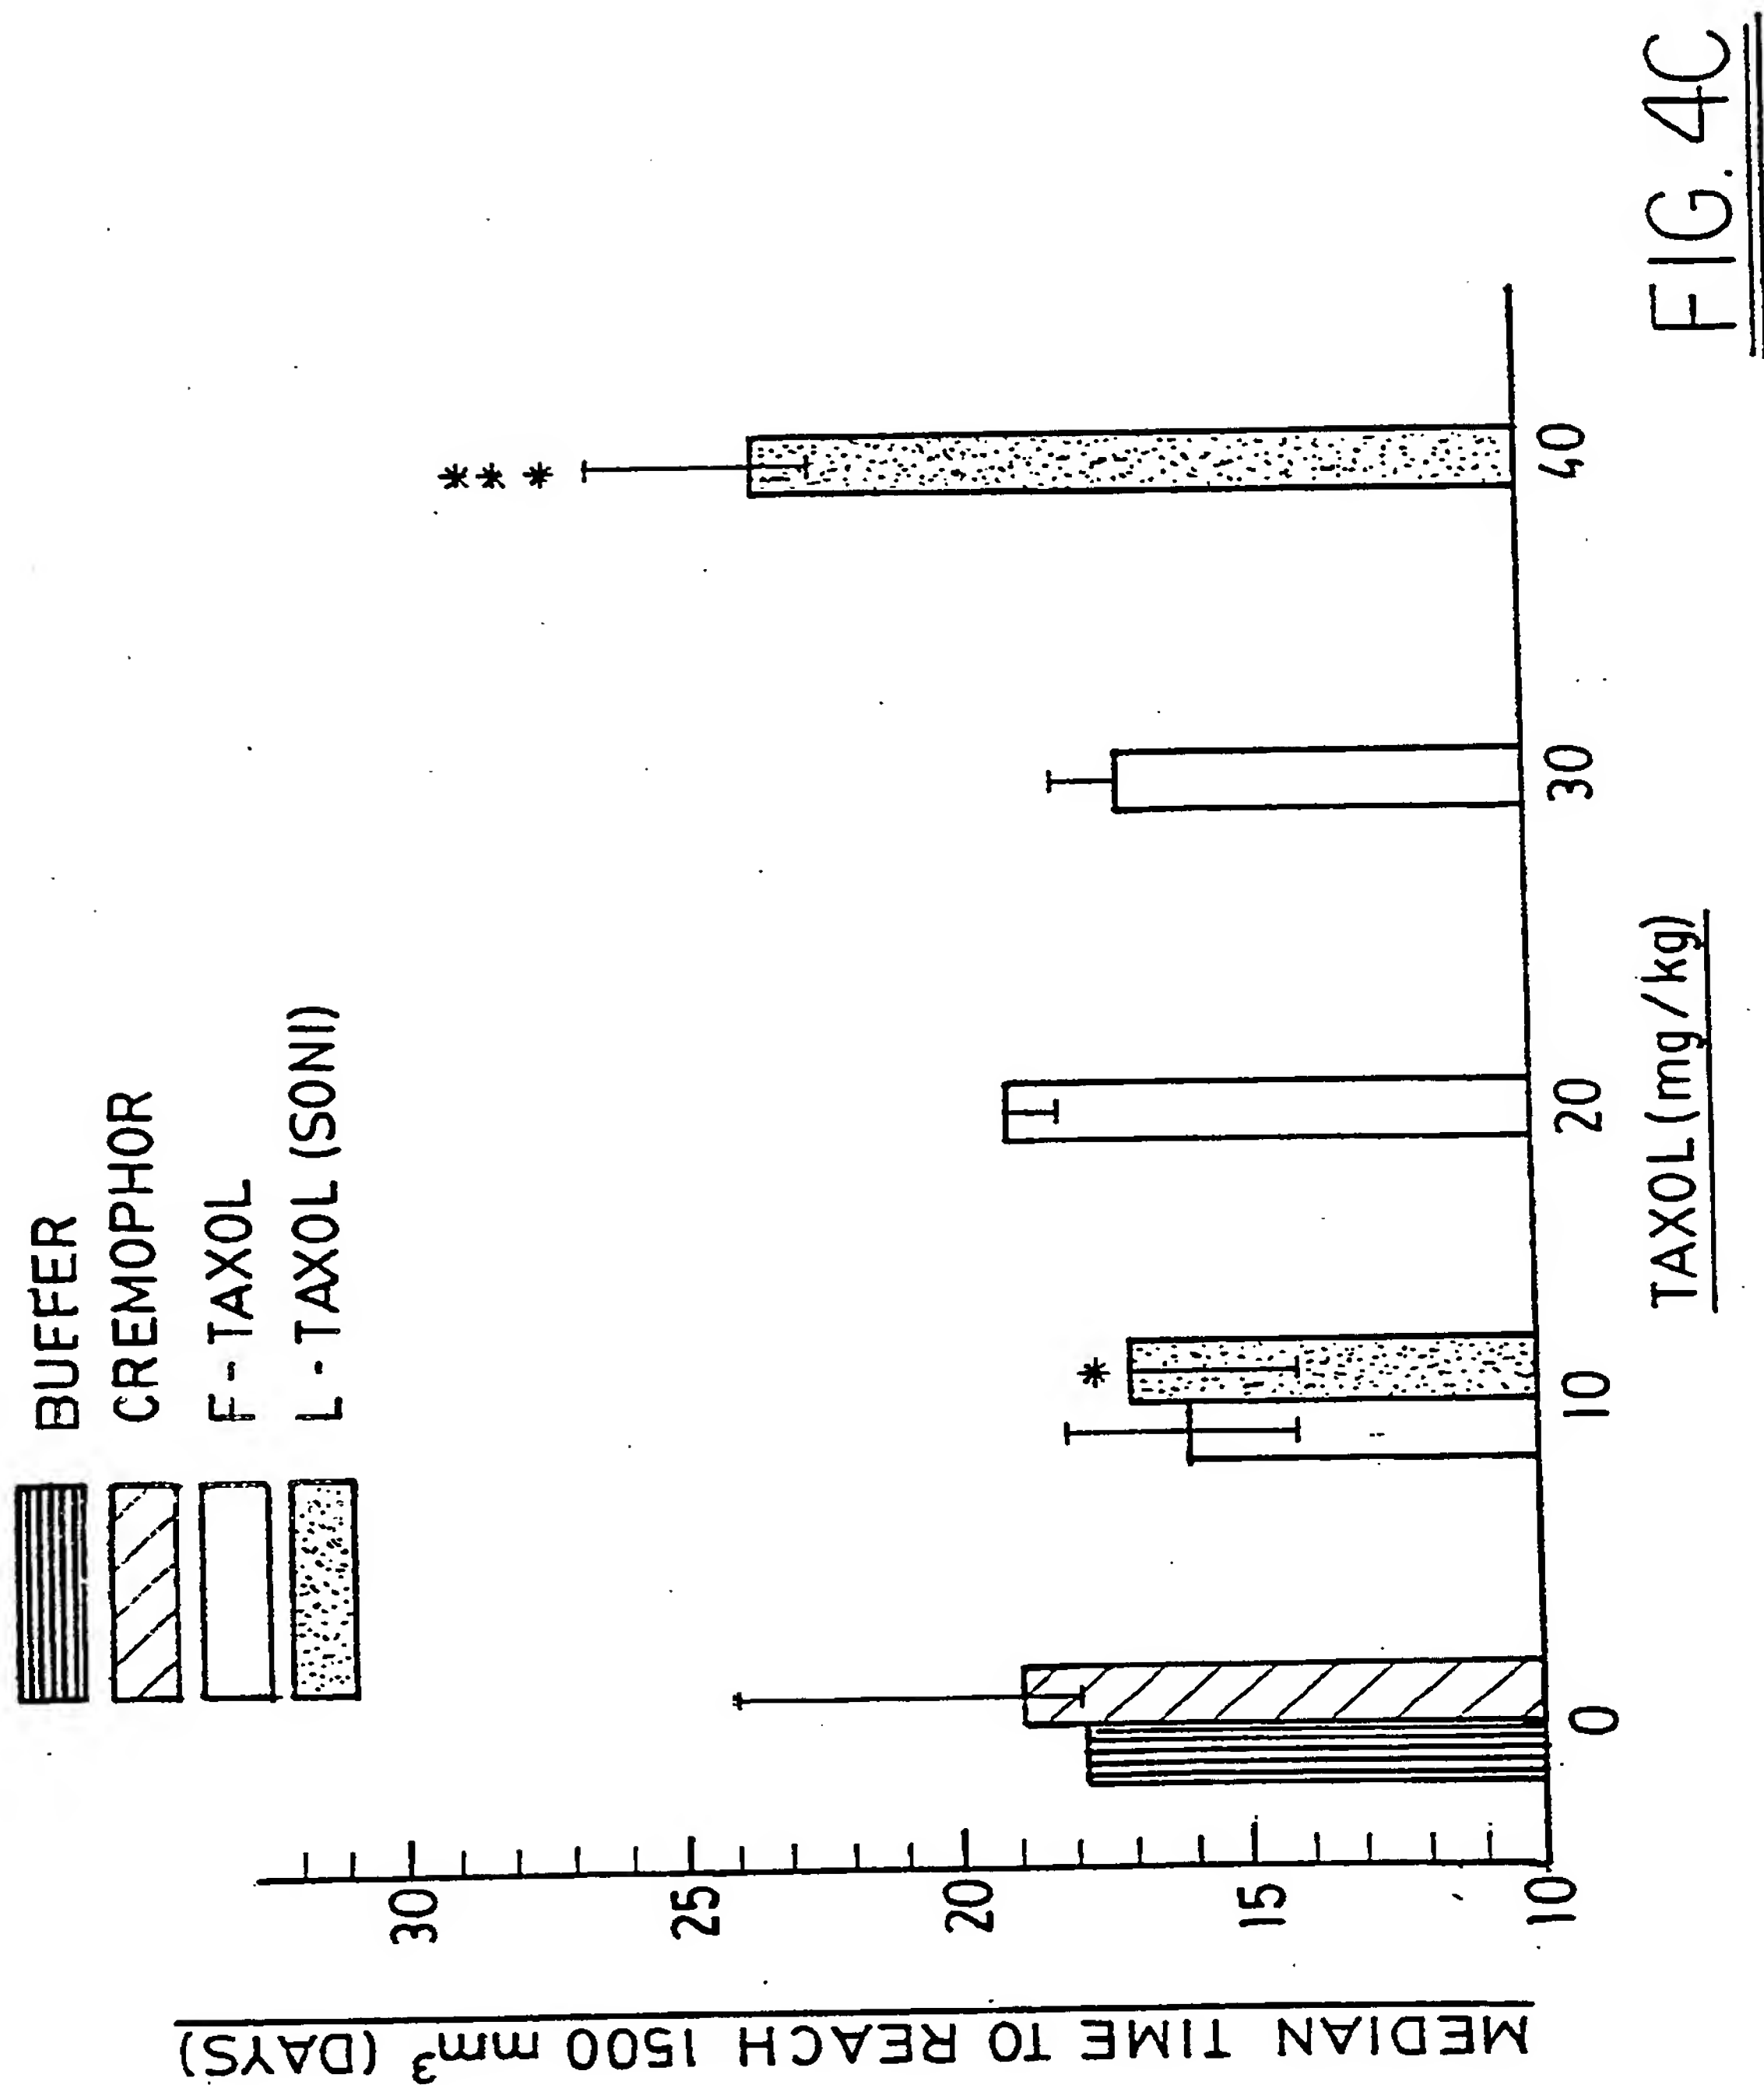 BUFFER
CREMOPHOR
F-TAXOL
L-TAXOL (SONI)
MEDIAN TIME TO REACH 1500 mm³ (DAYS)
30
25
20
15
10
*
* * *
0
10
20
30
40
TAXOL (mg/kg)
FIG. 4C